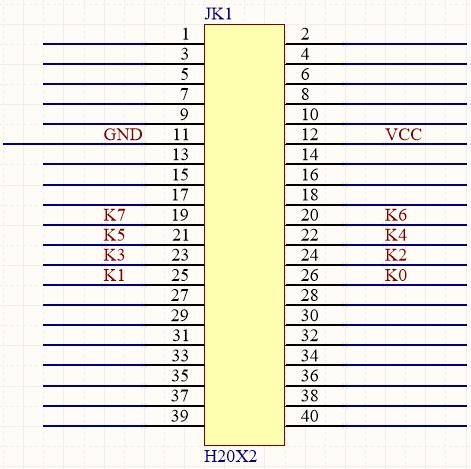 JK1
1 2
3 4
5 6
7 8
9 10
GND 11 12 VCC
13 14
15 16
17 18
K7 19 20 K6
K5 21 22 K4
K3 23 24 K2
K1 25 26 K0
27 28
29 30
31 32
33 34
35 36
37 38
39 40
H20X2